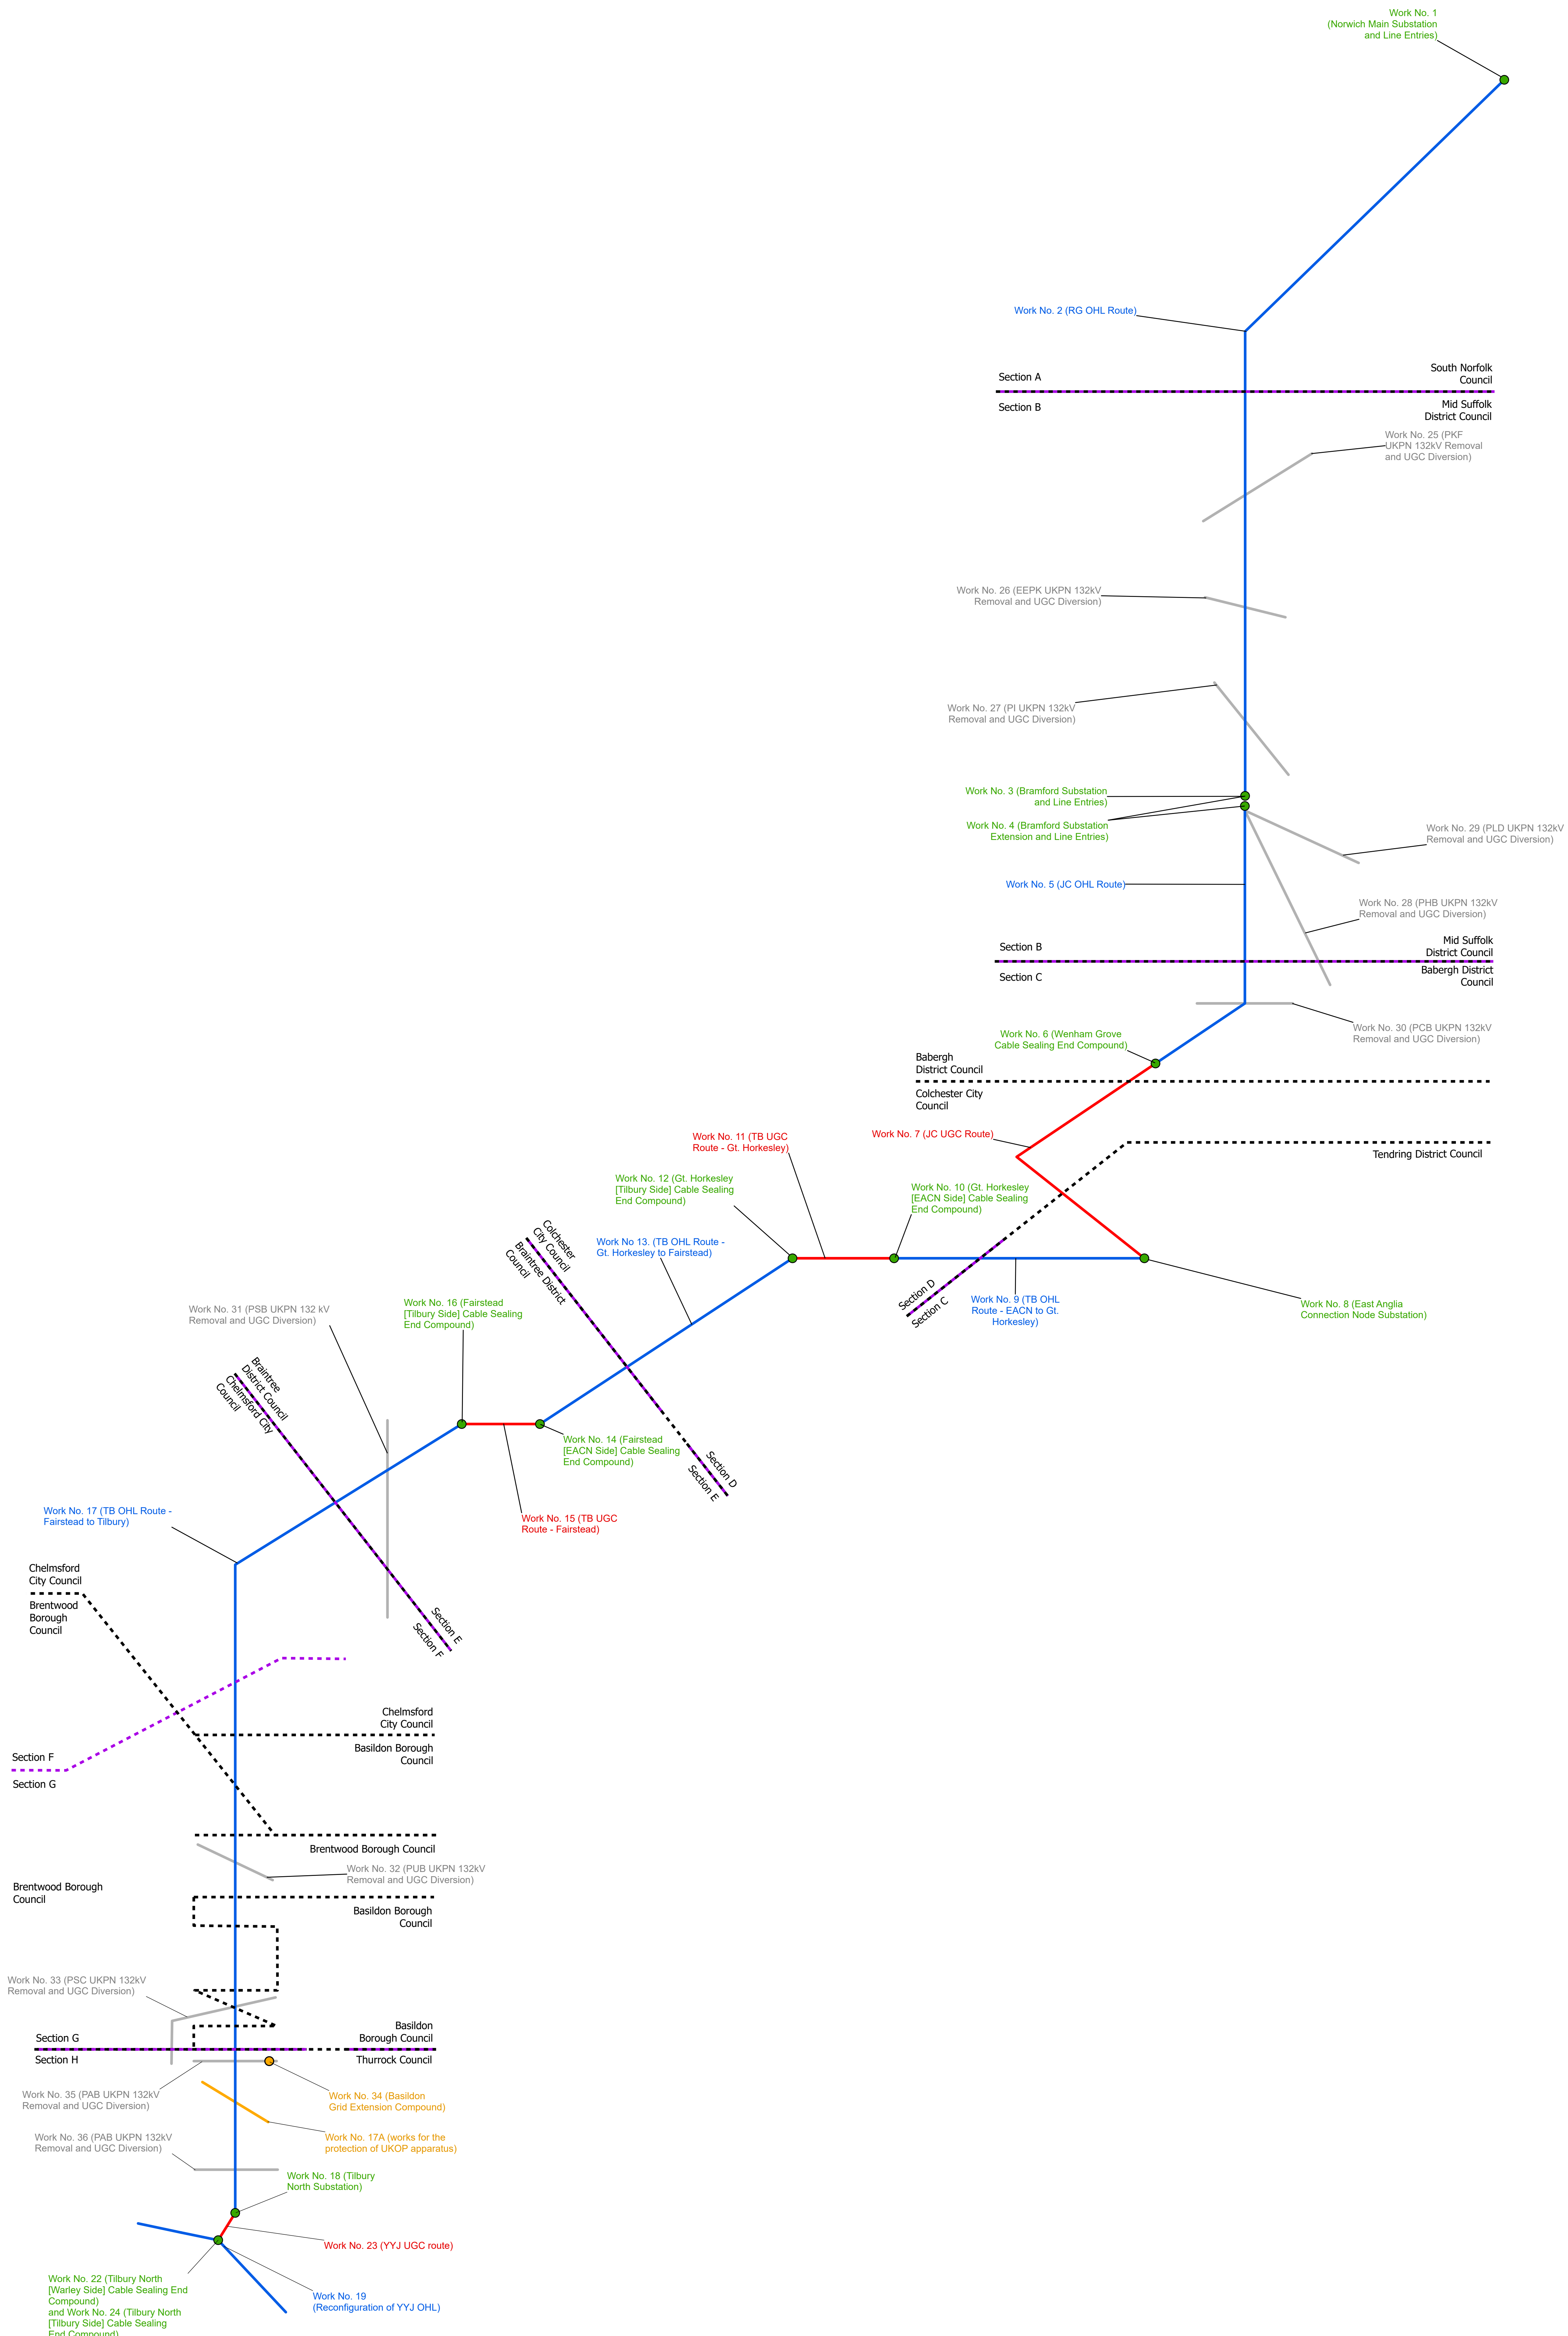 Work No. 1
(Norwich Main Substation
and Line Entries)
Work No. 2 (RG OHL Route)
Section A
South Norfolk
Council
Section B
Mid Suffolk
District Council
Work No. 25 (PKF
UKPN 132kV Removal
and UGC Diversion)
Work No. 26 (EEPK UKPN 132kV
Removal and UGC Diversion)
Work No. 27 (PI UKPN 132kV
Removal and UGC Diversion)
Work No. 3 (Bramford Substation
and Line Entries)
Work No. 4 (Bramford Substation
Extension and Line Entries)
Work No. 29 (PLD UKPN 132kV
Removal and UGC Diversion)
Work No. 5 (JC OHL Route)
Work No. 28 (PHB UKPN 132kV
Removal and UGC Diversion)
Section B
Mid Suffolk
District Council
Section C
Babergh District
Council
Work No. 30 (PCB UKPN 132kV
Removal and UGC Diversion)
Work No. 6 (Wenham Grove
Cable Sealing End Compound)
Babergh
District Council
Colchester City
Council
Work No. 7 (JC UGC Route)
Tendring District Council
Work No. 11 (TB UGC
Route - Gt. Horkesley)
Work No. 12 (Gt. Horkesley
[Tilbury Side] Cable Sealing
End Compound)
Work No. 10 (Gt. Horkesley
[EACN Side] Cable Sealing
End Compound)
Colchester
City Council
Braintree District
Council
Work No 13. (TB OHL Route -
Gt. Horkesley to Fairstead)
Section D
Section C
Work No. 9 (TB OHL
Route - EACN to Gt.
Horkesley)
Work No. 8 (East Anglia
Connection Node Substation)
Work No. 31 (PSB UKPN 132 kV
Removal and UGC Diversion)
Work No. 16 (Fairstead
[Tilbury Side] Cable Sealing
End Compound)
Braintree
District Council
Chelmsford City
Council
Work No. 14 (Fairstead
[EACN Side] Cable Sealing
End Compound)
Section D
Section E
Work No. 15 (TB UGC
Route - Fairstead)
Work No. 17 (TB OHL Route -
Fairstead to Tilbury)
Chelmsford
City Council
Brentwood
Borough
Council
Section E
Section F
Chelmsford
City Council
Basildon Borough
Council
Section F
Section G
Brentwood Borough Council
Work No. 32 (PUB UKPN 132kV
Removal and UGC Diversion)
Brentwood Borough
Council
Basildon Borough
Council
Work No. 33 (PSC UKPN 132kV
Removal and UGC Diversion)
Section G
Basildon
Borough Council
Section H
Thurrock Council
Work No. 35 (PAB UKPN 132kV
Removal and UGC Diversion)
Work No. 34 (Basildon
Grid Extension Compound)
Work No. 36 (PAB UKPN 132kV
Removal and UGC Diversion)
Work No. 17A (works for the
protection of UKOP apparatus)
Work No. 18 (Tilbury
North Substation)
Work No. 23 (YYJ UGC route)
Work No. 22 (Tilbury North
[Warley Side] Cable Sealing End
Compound)
and Work No. 24 (Tilbury North
[Tilbury Side] Cable Sealing
End Compound)
Work No. 19
(Reconfiguration of YYJ OHL)